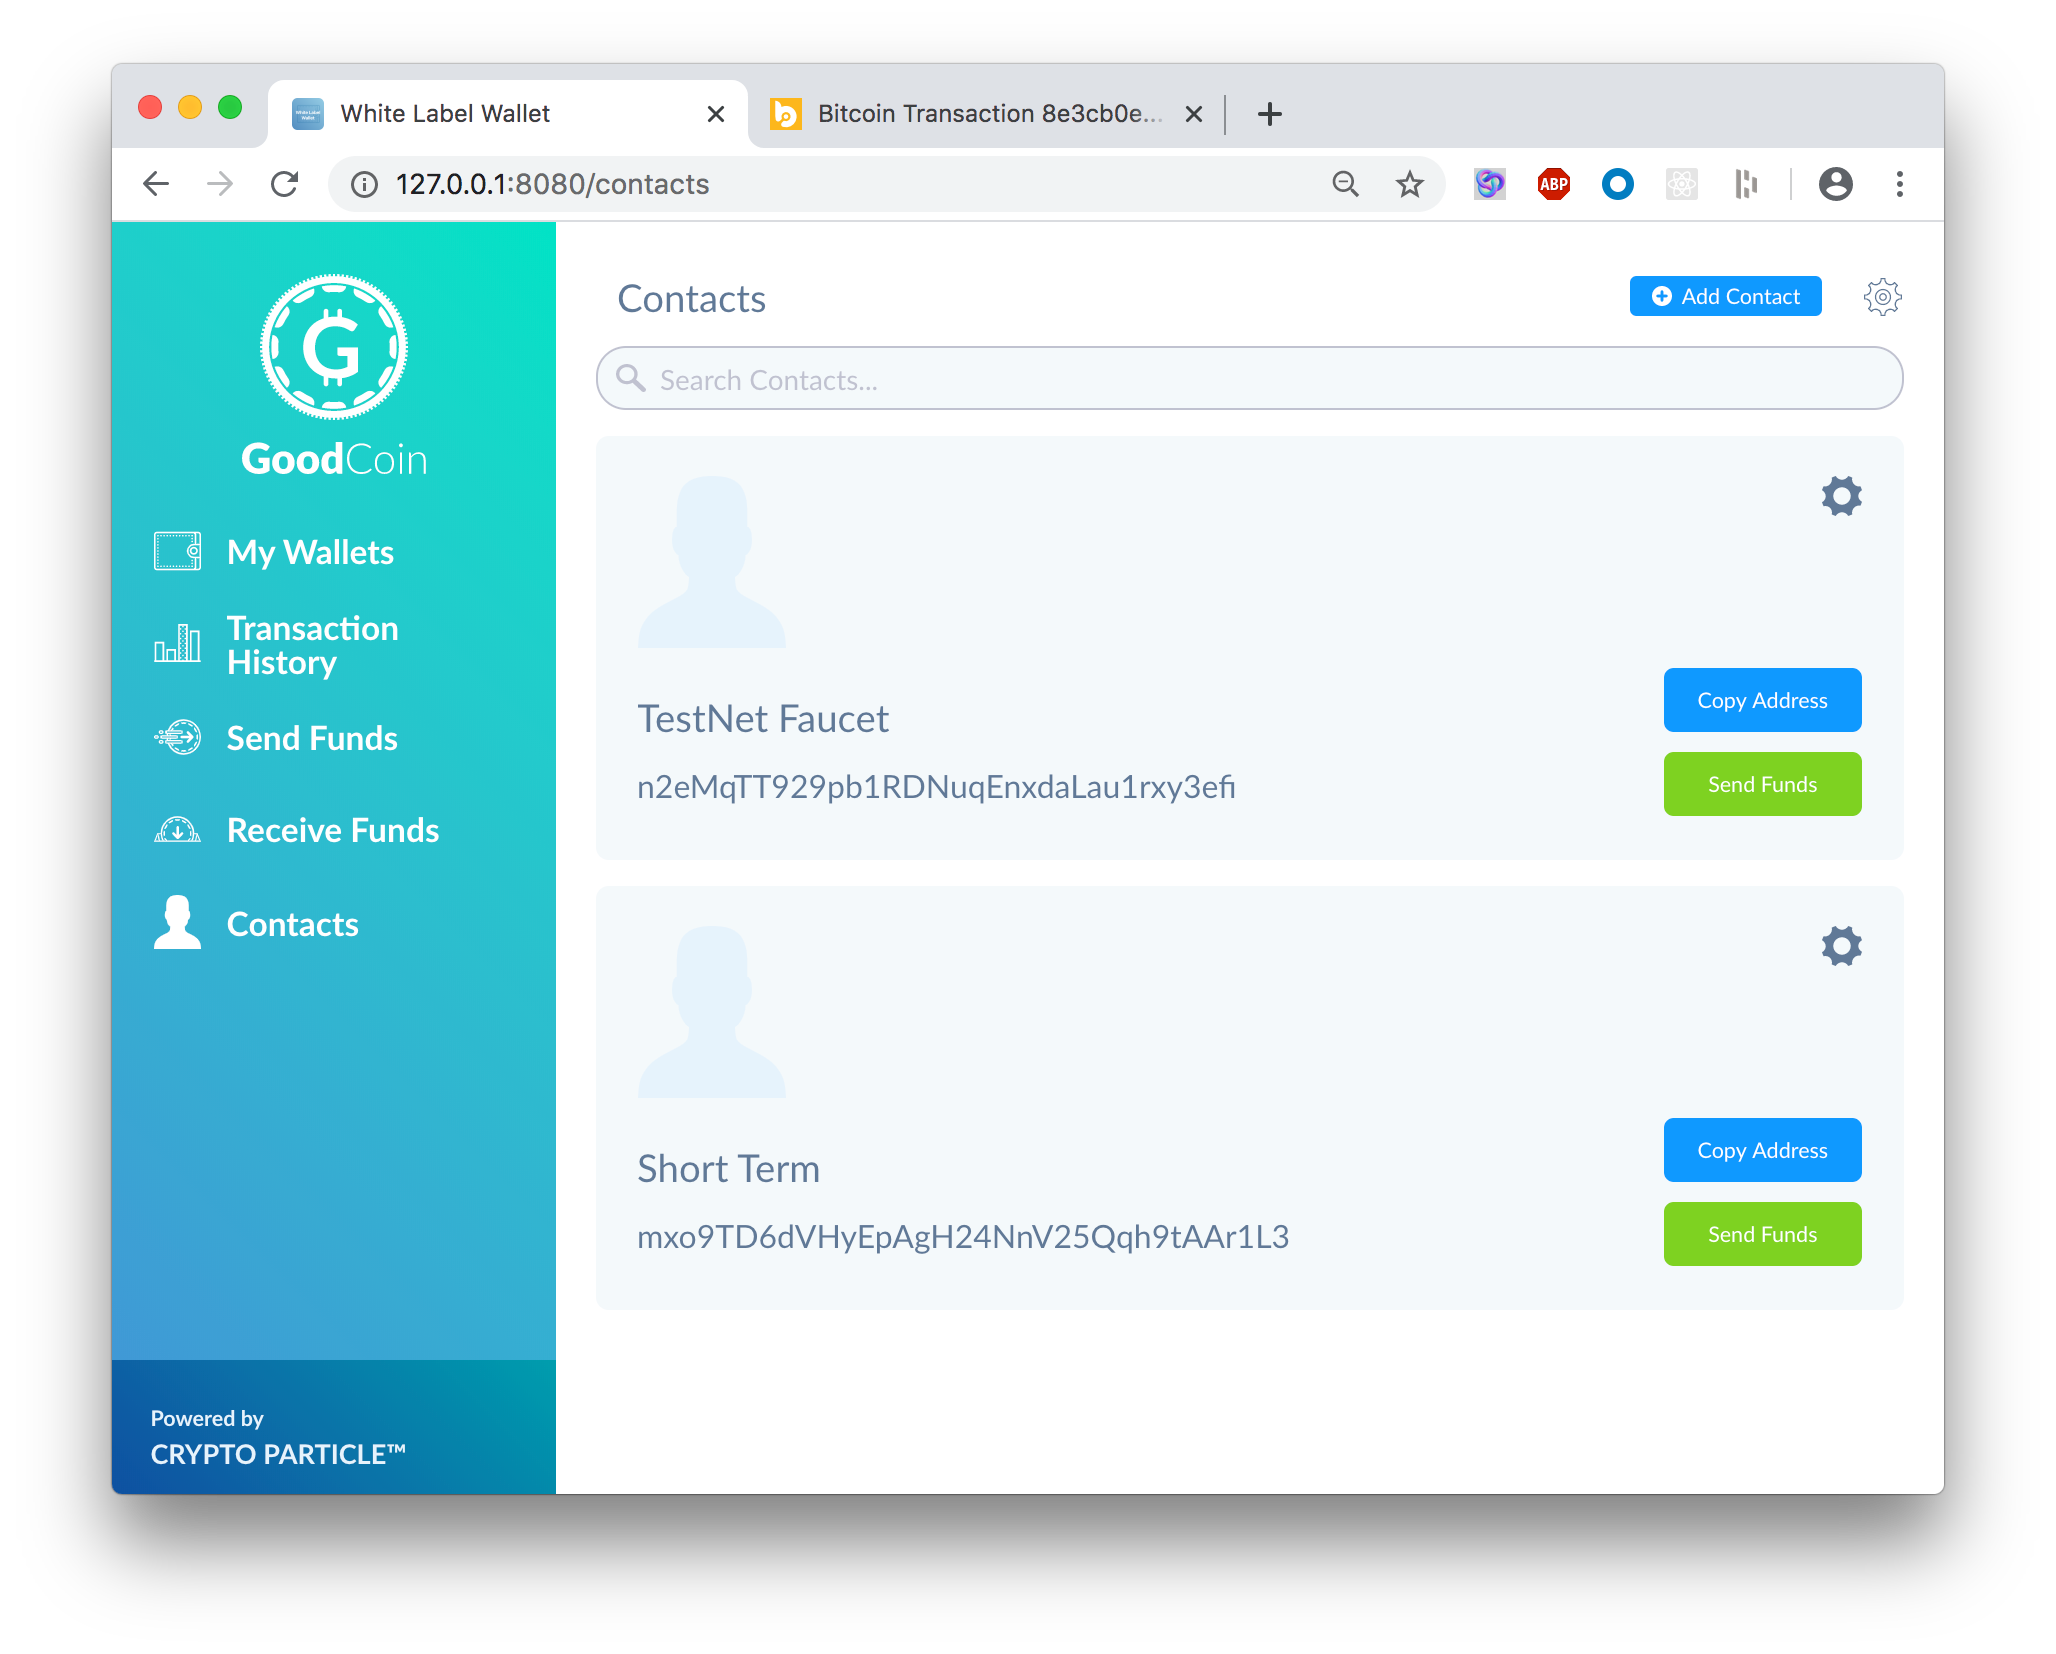 White Label Wallet
Bitcoin Transaction 8e3cb0e...
127.0.0.1:8080/contacts
ABP
G
GoodCoin
My Wallets
Transaction
History
Send Funds
Receive Funds
Contacts
Powered by
CRYPTO PARTICLE™
Contacts
Add Contact
Search Contacts...
TestNet Faucet
n2eMqTT929pb1RDNuqEnxdaLau1rxy3efi
Copy Address
Send Funds
Short Term
mxo9TD6dVHyEpAgH24NnV25Qqh9tAAr1L3
Copy Address
Send Funds